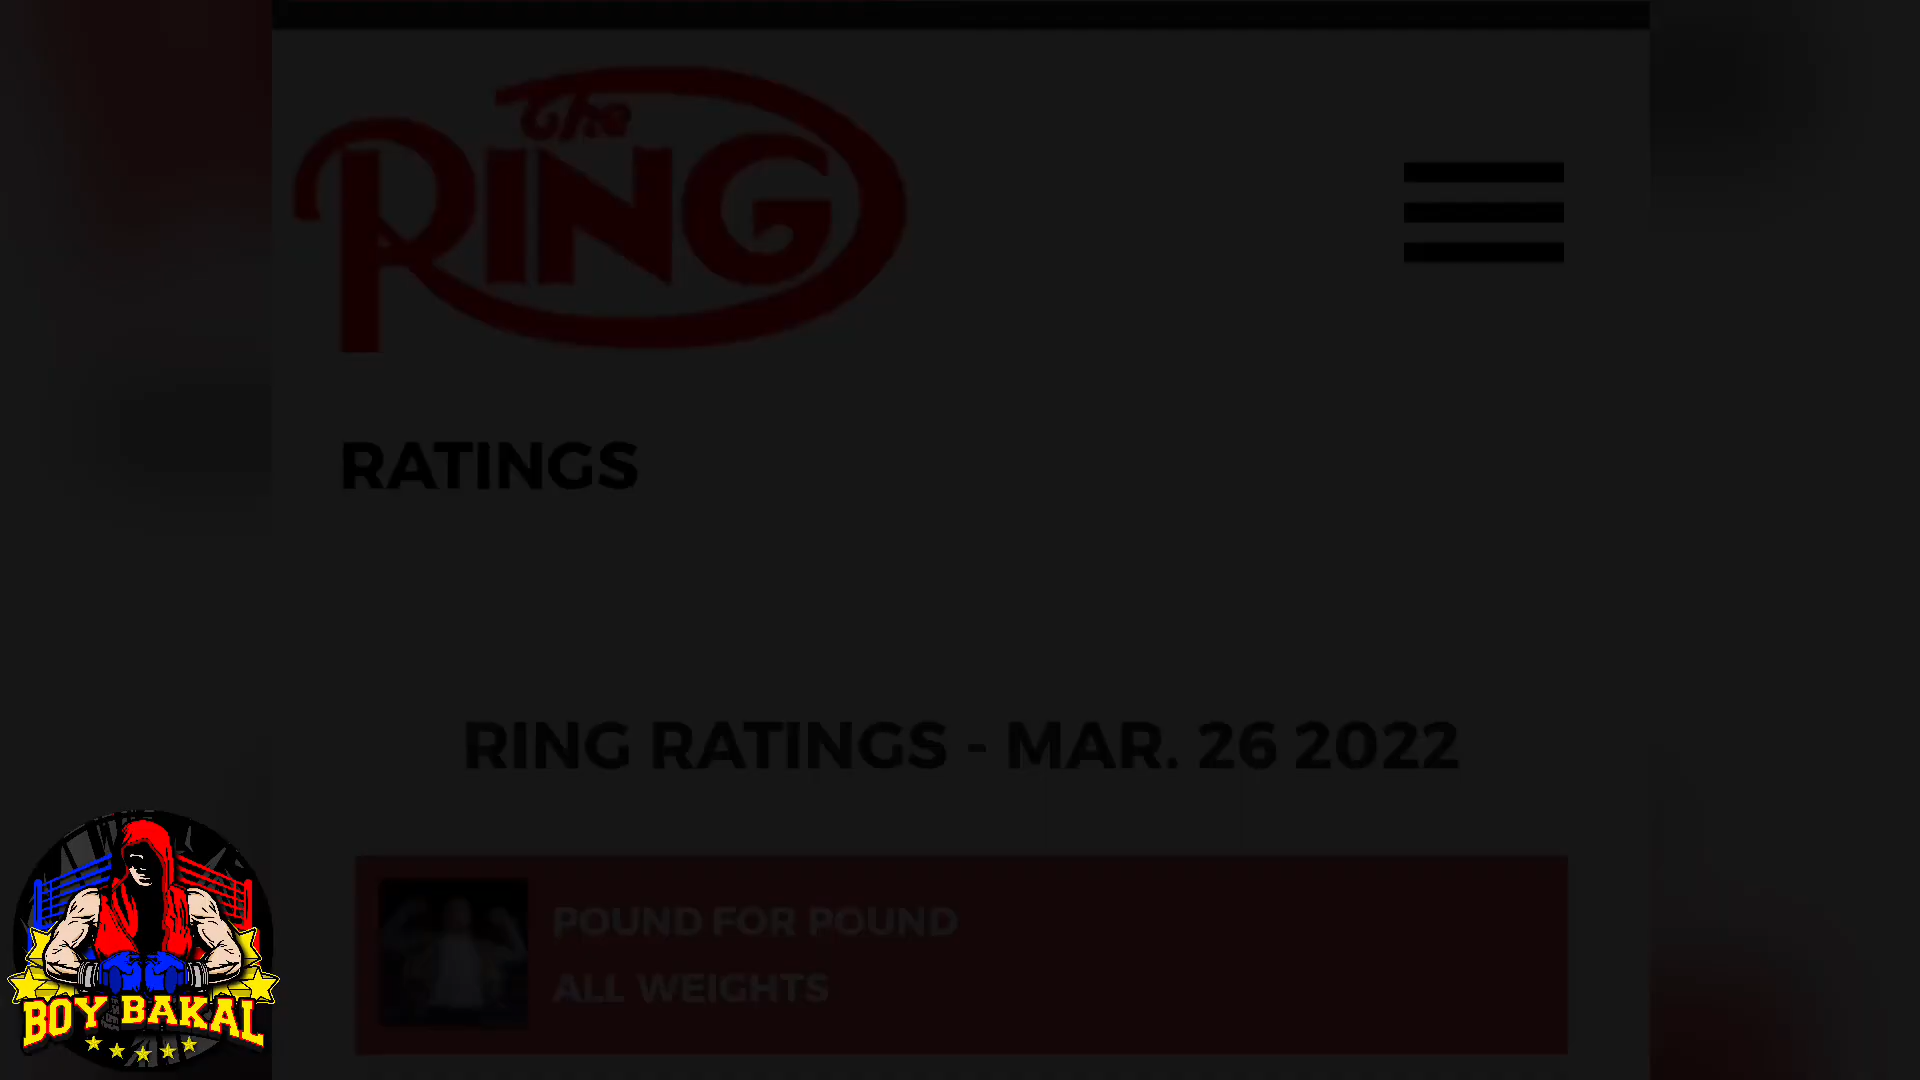 The
RING
RATINGS
RING RATINGS - MAR. 26 2022
POUND FOR POUND
ALL WEIGHTS
BOY BAKAL